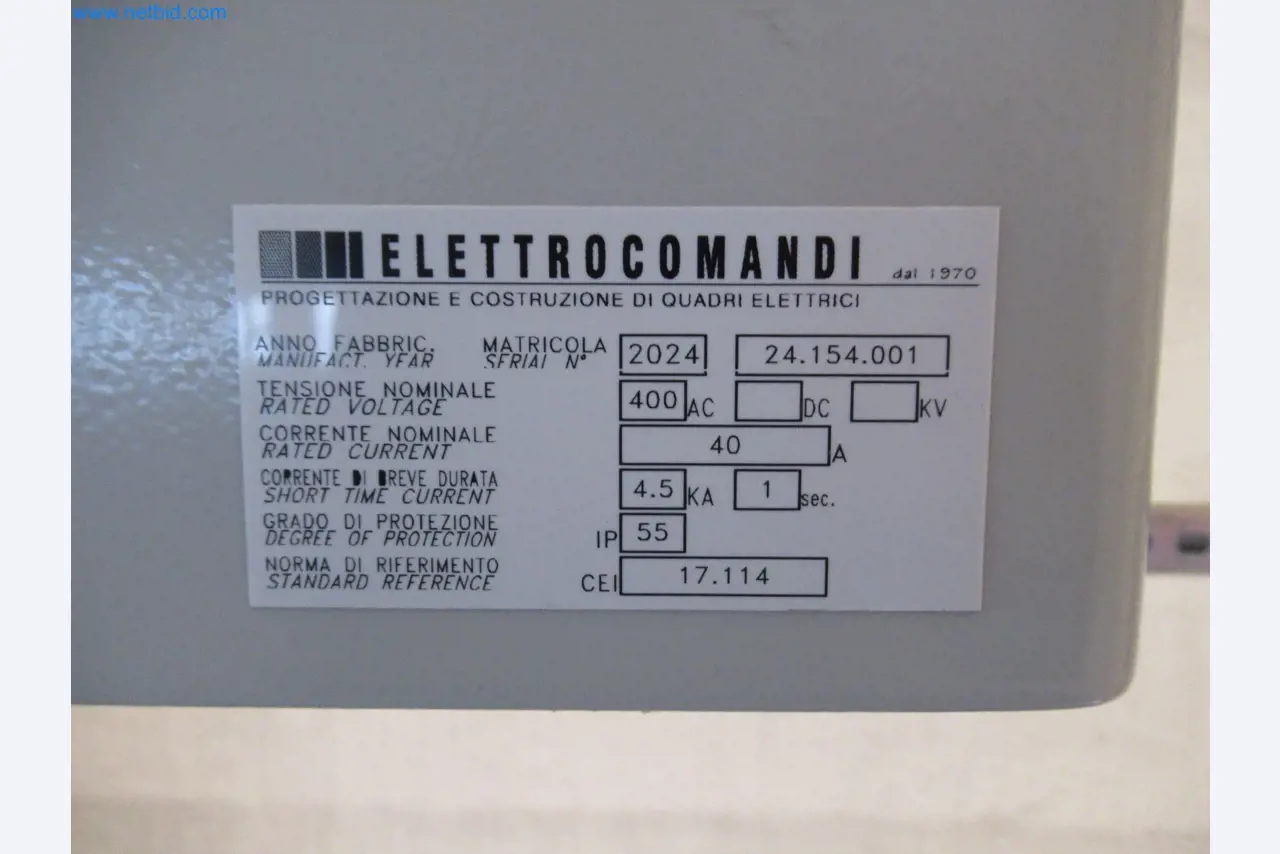 www.netbid.com
ELETTROCOMANDI dal 1970
PROGETTAZIONE E COSTRUZIONE DI QUADRI ELETTRICI
ANNO FABBRIC. MATRICOLA 2024 24.154.001
MANUFACT. YEAR SERIAL N°
TENSIONE NOMINALE 400 AC DC KV
RATED VOLTAGE
CORRENTE NOMINALE 40 A
RATED CURRENT
CORRENTE DI BREVE DURATA 4.5 KA 1 sec.
SHORT TIME CURRENT
GRADO DI PROTEZIONE IP 55
DEGREE OF PROTECTION
NORMA DI RIFERIMENTO CEI 17.114
STANDARD REFERENCE